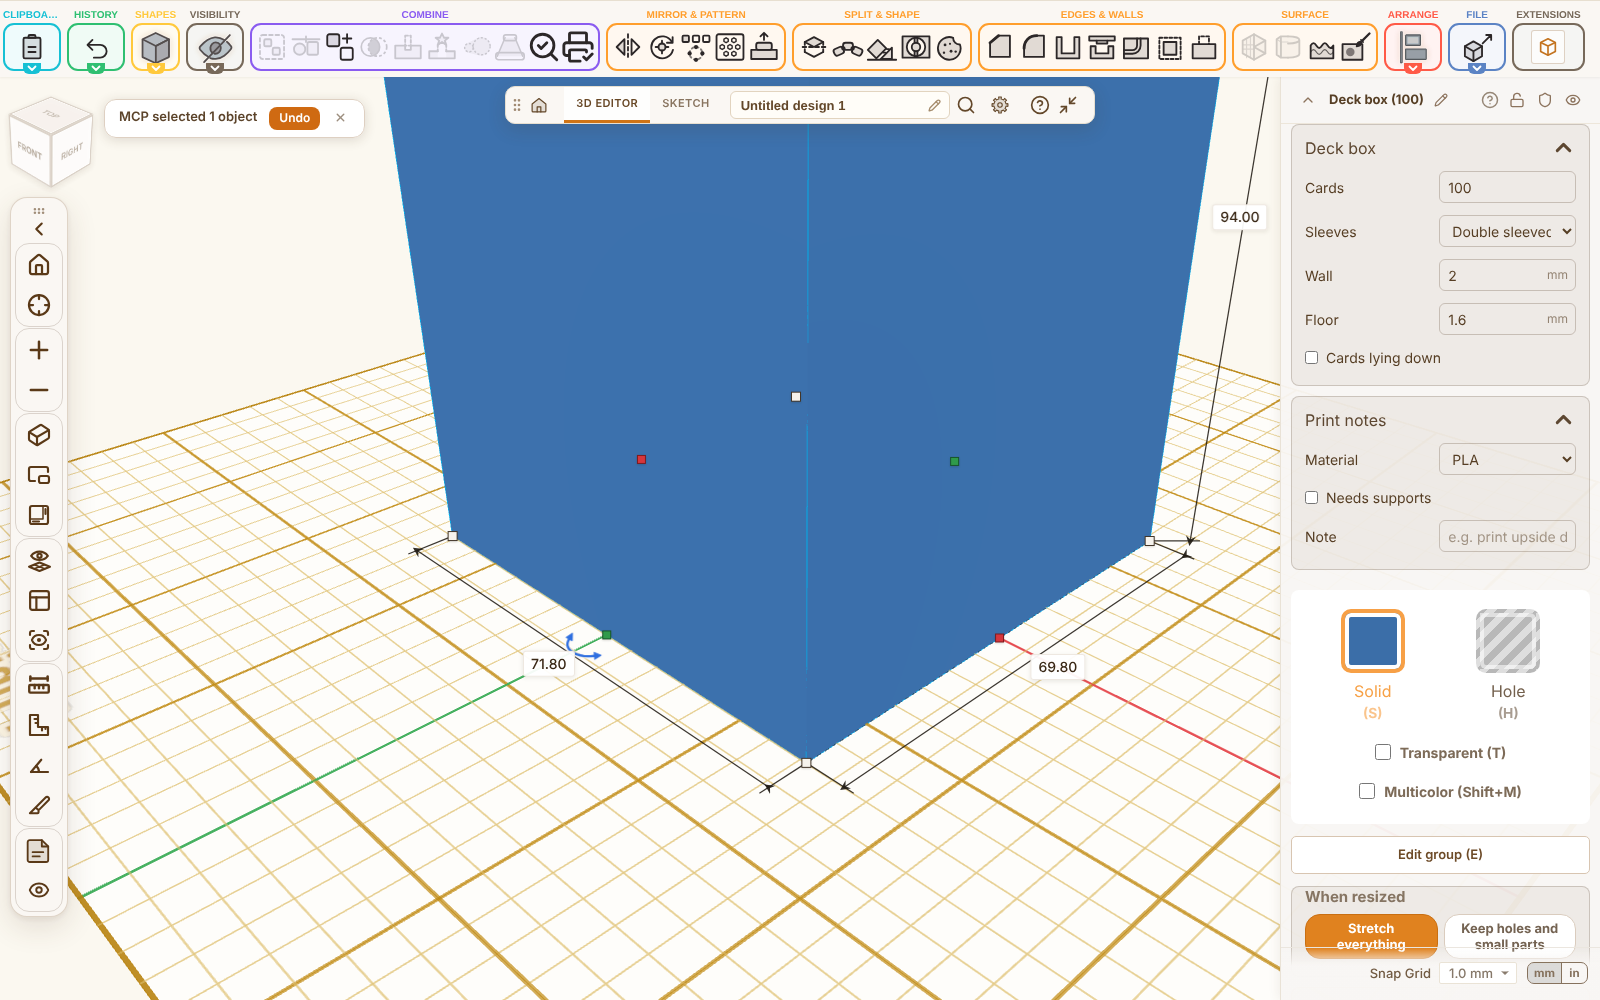 CLIPBOA...
HISTORY
SHAPES
VISIBILITY
COMBINE
MIRROR & PATTERN
SPLIT & SHAPE
EDGES & WALLS
SURFACE
ARRANGE
FILE
EXTENSIONS
TOP
FRONT
RIGHT
MCP selected 1 object
Undo
3D EDITOR
SKETCH
Untitled design 1
94.00
71.80
69.80
Deck box (100)
Deck box
Cards
100
Sleeves
Double sleeved
Wall
2
mm
Floor
1.6
mm
Cards lying down
Print notes
Material
PLA
Needs supports
Note
e.g. print upside d
Solid
(S)
Hole
(H)
Transparent (T)
Multicolor (Shift+M)
Edit group (E)
When resized
Stretch
everything
Keep holes and
small parts
Snap Grid
1.0 mm
mm
in